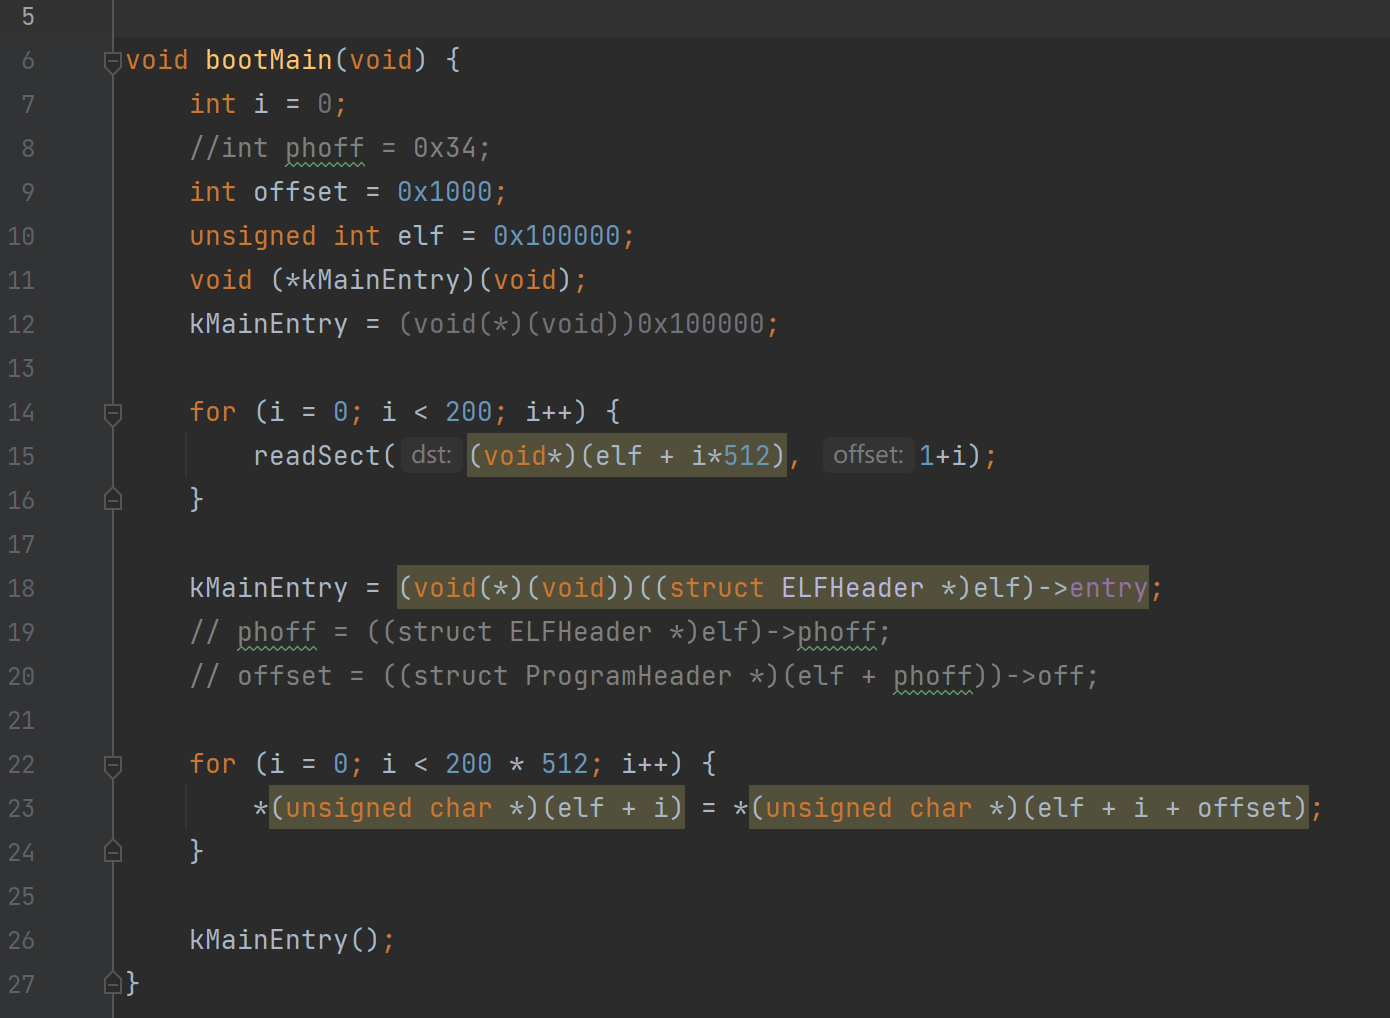 5
6 void bootMain(void) {
7 int i = 0;
8 //int phoff = 0x34;
9 int offset = 0x1000;
10 unsigned int elf = 0x100000;
11 void (*kMainEntry)(void);
12 kMainEntry = (void(*)(void))0x100000;
13
14 for (i = 0; i < 200; i++) {
15 readSect( dst: (void*)(elf + i*512), offset: 1+i);
16 }
17
18 kMainEntry = (void(*)(void))((struct ELFHeader *)elf)->entry;
19 // phoff = ((struct ELFHeader *)elf)->phoff;
20 // offset = ((struct ProgramHeader *)(elf + phoff))->off;
21
22 for (i = 0; i < 200 * 512; i++) {
23 *(unsigned char *)(elf + i) = *(unsigned char *)(elf + i + offset);
24 }
25
26 kMainEntry();
27 }